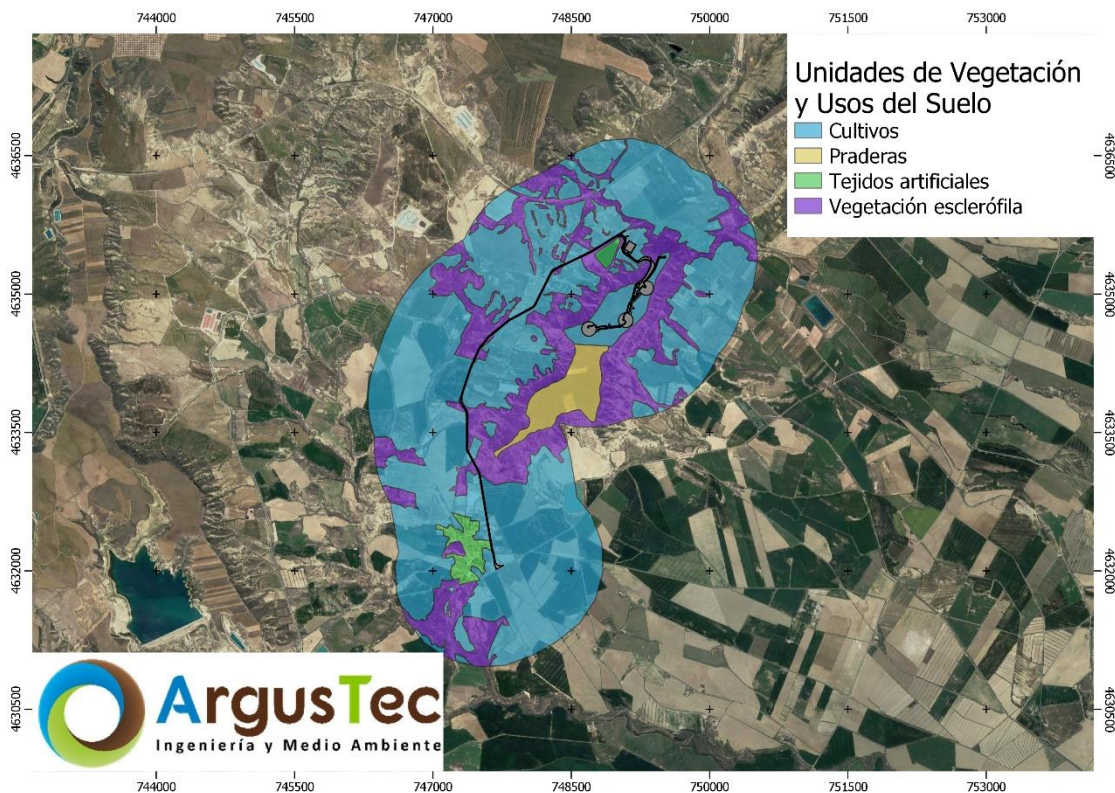 744000 745500 747000 748500 750000 751500 753000
Unidades de Vegetación
y Usos del Suelo
Cultivos
Praderas
Tejidos artificiales
Vegetación esclerófila
4636500 4636500
4635000 4635000
4633500 4633500
4632000 4632000
4630500 4630500
ArgusTec
Ingeniería y Medio Ambiente
744000 745500 747000 748500 750000 751500 753000